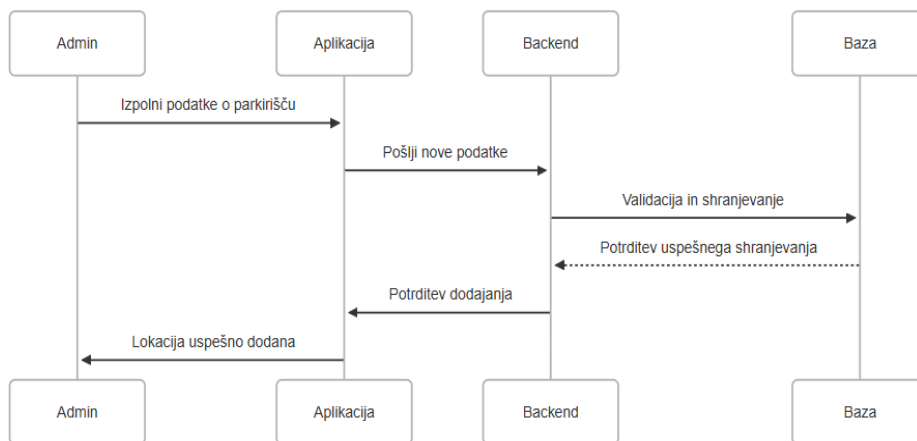 Admin
Aplikacija
Backend
Baza
Izpolni podatke o parkirišču
Pošlji nove podatke
Validacija in shranjevanje
Potrditev uspešnega shranjevanja
Potrditev dodajanja
Lokacija uspešno dodana
Admin
Aplikacija
Backend
Baza